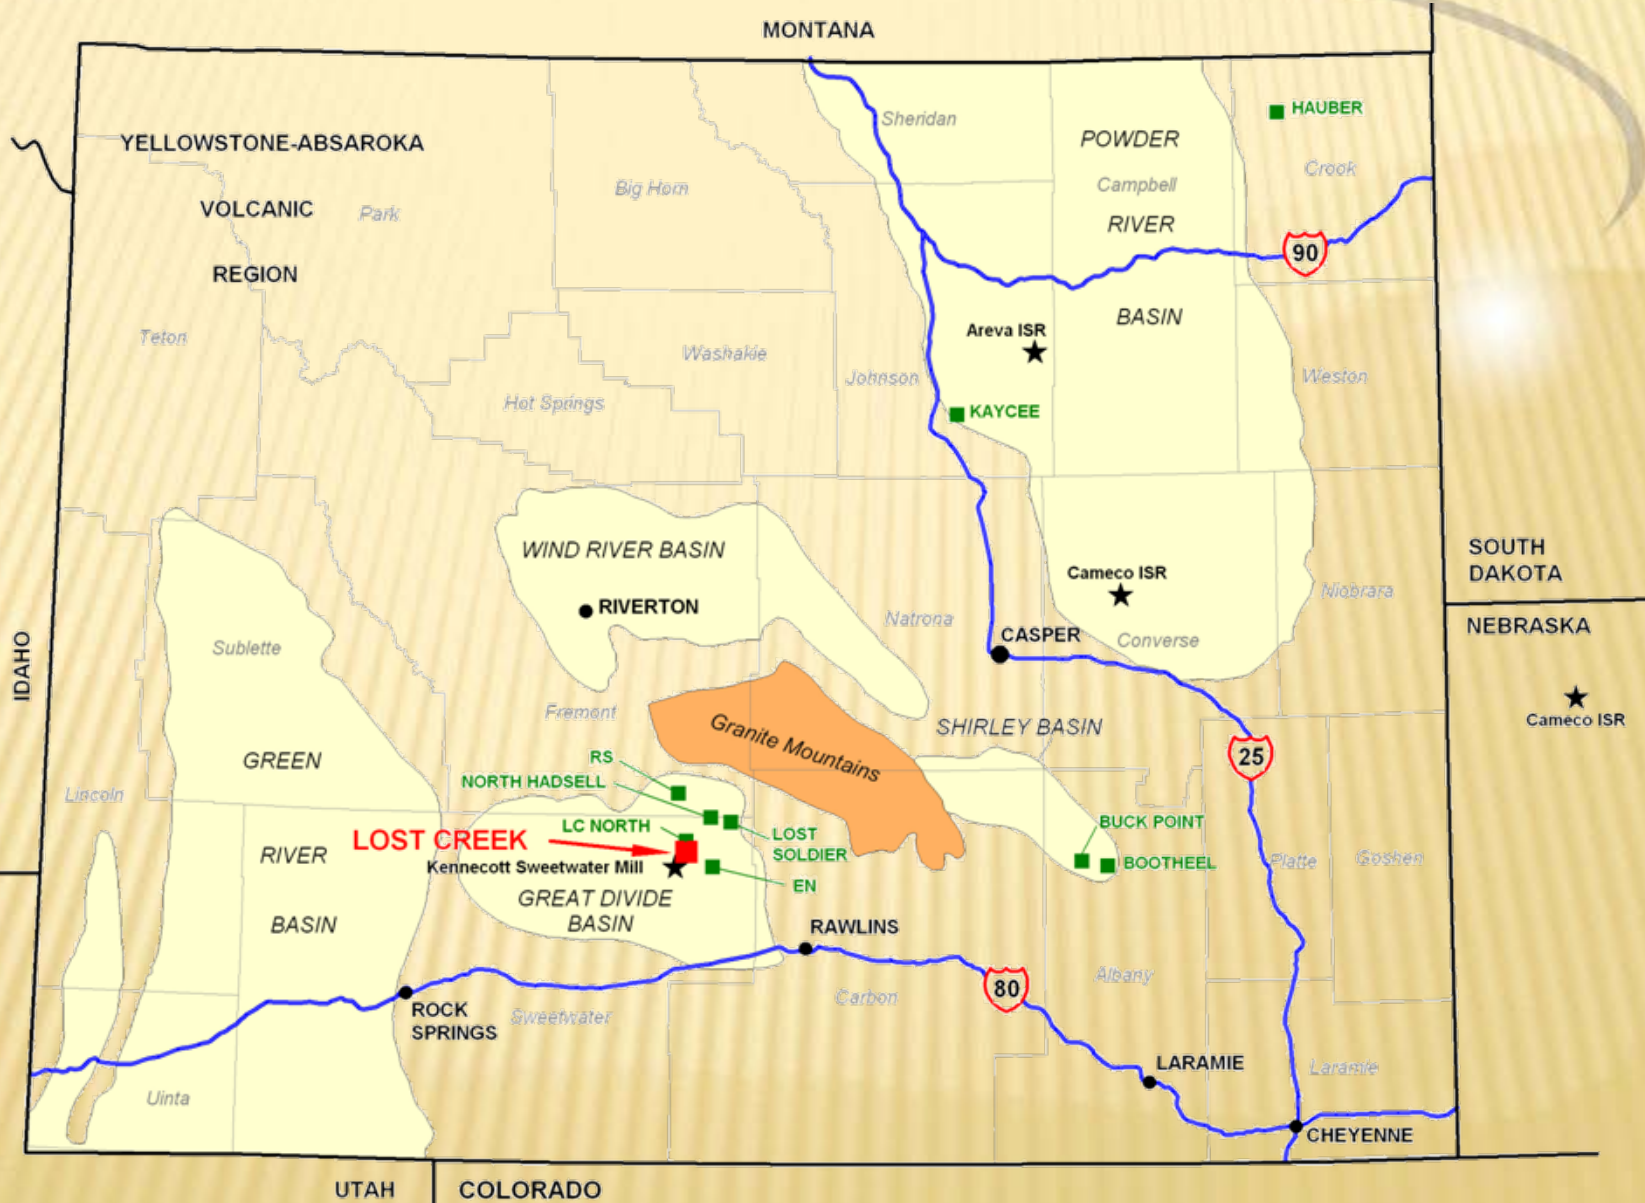 MONTANA
HAUBER
Sheridan
POWDER
YELLOWSTONE-ABSAROKA
Crook
Campbell
Big Horn
VOLCANIC
Park
RIVER
90
REGION
BASIN
Areva ISR
Teton
Washakie
Johnson
Weston
Hot Springs
KAYCEE
WIND RIVER BASIN
SOUTH
DAKOTA
Cameco ISR
Niobrara
RIVERTON
Natrona
NEBRASKA
CASPER
Converse
Sublette
IDAHO
Fremont
Granite Mountains
SHIRLEY BASIN
Cameco ISR
GREEN
RS
25
NORTH HADSELL
Lincoln
LC NORTH
LOST
SOLDIER
BUCK POINT
LOST CREEK
RIVER
Kennecott Sweetwater Mill
BOOTHEEL
Platte
Goshen
EN
GREAT DIVIDE
BASIN
BASIN
RAWLINS
Albany
80
Carbon
ROCK
SPRINGS
Sweetwater
LARAMIE
Laramie
Uinta
CHEYENNE
UTAH
COLORADO